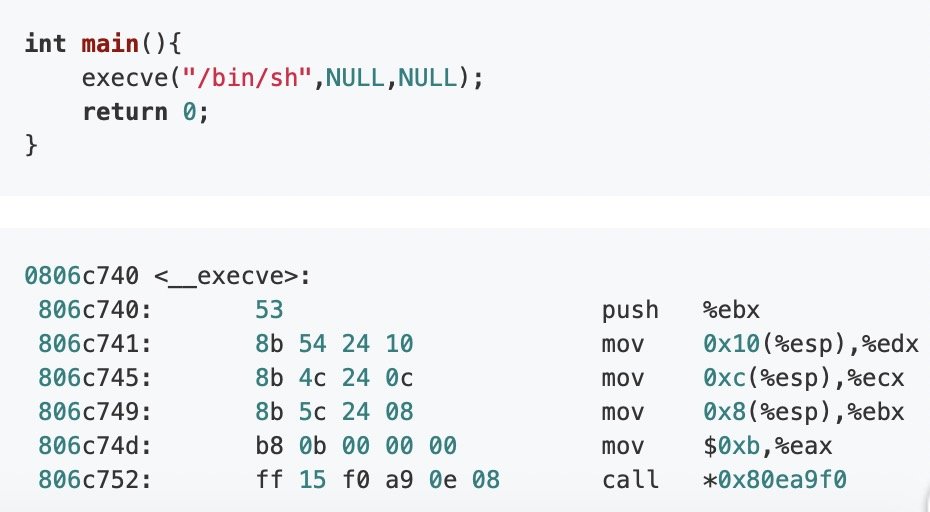 int main(){
    execve("/bin/sh",NULL,NULL);
    return 0;
}
0806c740 <__execve>:
 806c740:       53                      push   %ebx
 806c741:       8b 54 24 10             mov    0x10(%esp),%edx
 806c745:       8b 4c 24 0c             mov    0xc(%esp),%ecx
 806c749:       8b 5c 24 08             mov    0x8(%esp),%ebx
 806c74d:       b8 0b 00 00 00          mov    $0xb,%eax
 806c752:       ff 15 f0 a9 0e 08       call   *0x80ea9f0